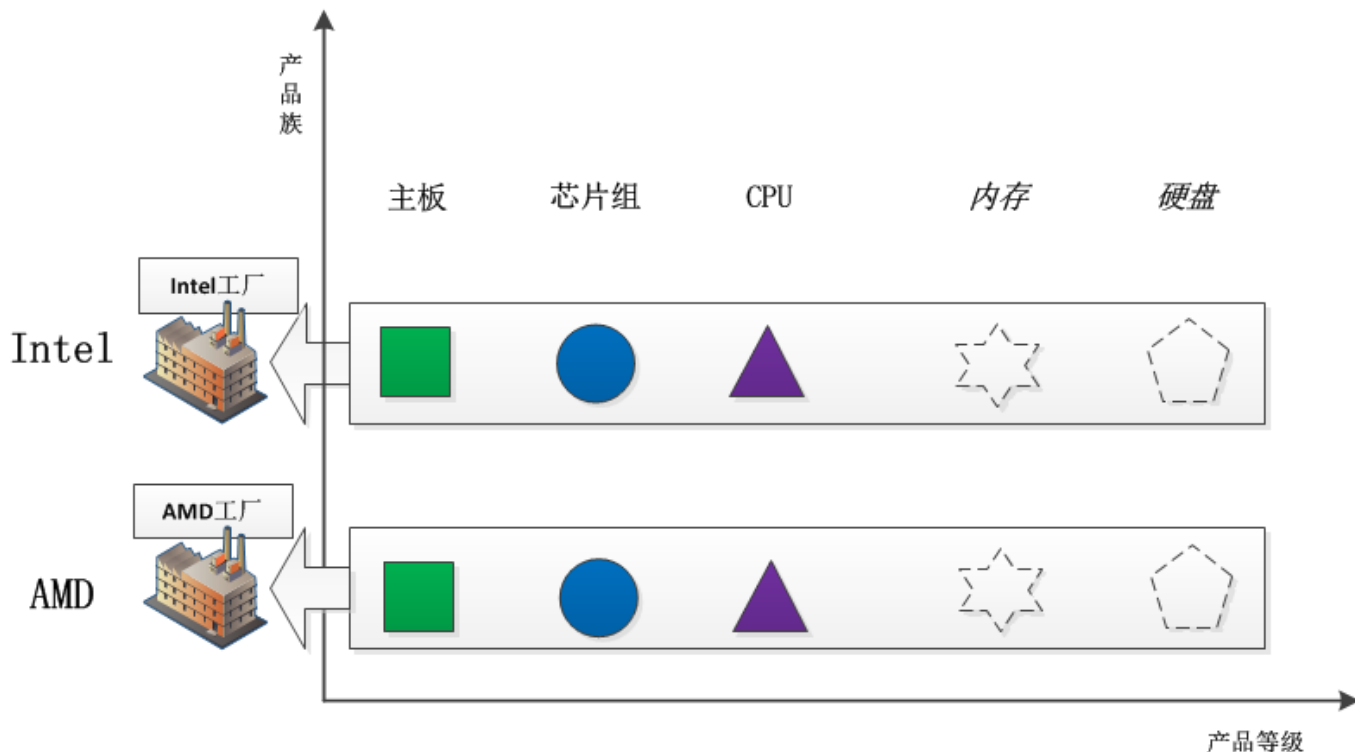 产
品
族
主板 芯片组 CPU 内存 硬盘
Intel工厂
Intel
AMD工厂
AMD
产品等级